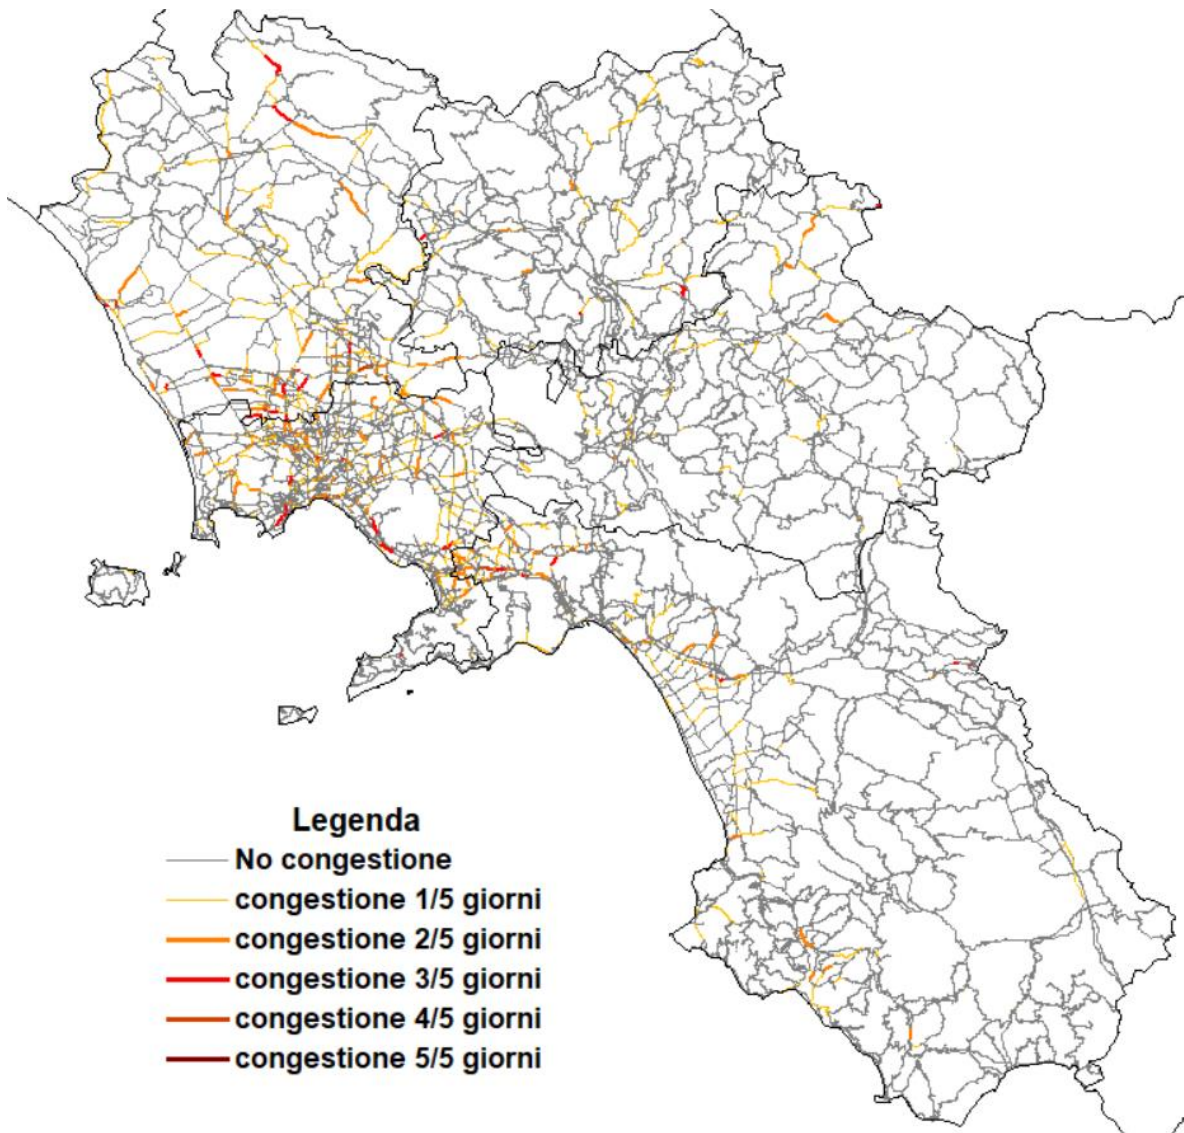 Legenda
No congestione
congestione 1/5 giorni
congestione 2/5 giorni
congestione 3/5 giorni
congestione 4/5 giorni
congestione 5/5 giorni